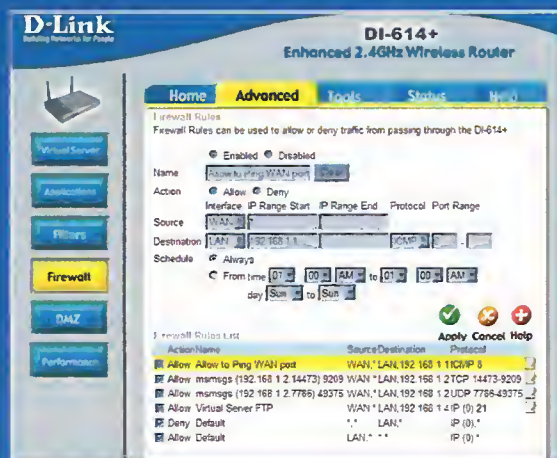 D-Link
Building Networks for People
DI-614+
Enhanced 2.4GHz Wireless Router
Home Advanced Tools Status Help
Firewall Rules
Firewall Rules can be used to allow or deny traffic from passing through the DI-614+
Enabled Disabled
Name Allow to Ping WAN port Clear
Action Allow Deny
Interface IP Range Start IP Range End Protocol Port Range
Source WAN *
Destination LAN 192.168.1.1 ICMP 8 -
Schedule Always
From time 01 : 00 AM to 01 : 00 AM
day Sun to Sun
Apply Cancel Help
Firewall Rules List
Action Name Source Destination Protocol
Allow Allow to Ping WAN port WAN,* LAN,192.168.1.1 ICMP 8
Allow msmsgs (192.168.1.2:14473) 9209 WAN,* LAN,192.168.1.2 TCP 14473-9209
Allow msmsgs (192.168.1.2:7786) 49375 WAN,* LAN,192.168.1.2 UDP 7786-49375
Allow Virtual Server FTP WAN,* LAN,192.168.1.4 IP (0),21
Deny Default *,* LAN,* IP (0),*
Allow Default LAN,* *,* IP (0),*
Virtual Server
Applications
Filters
Firewall
DMZ
Performance